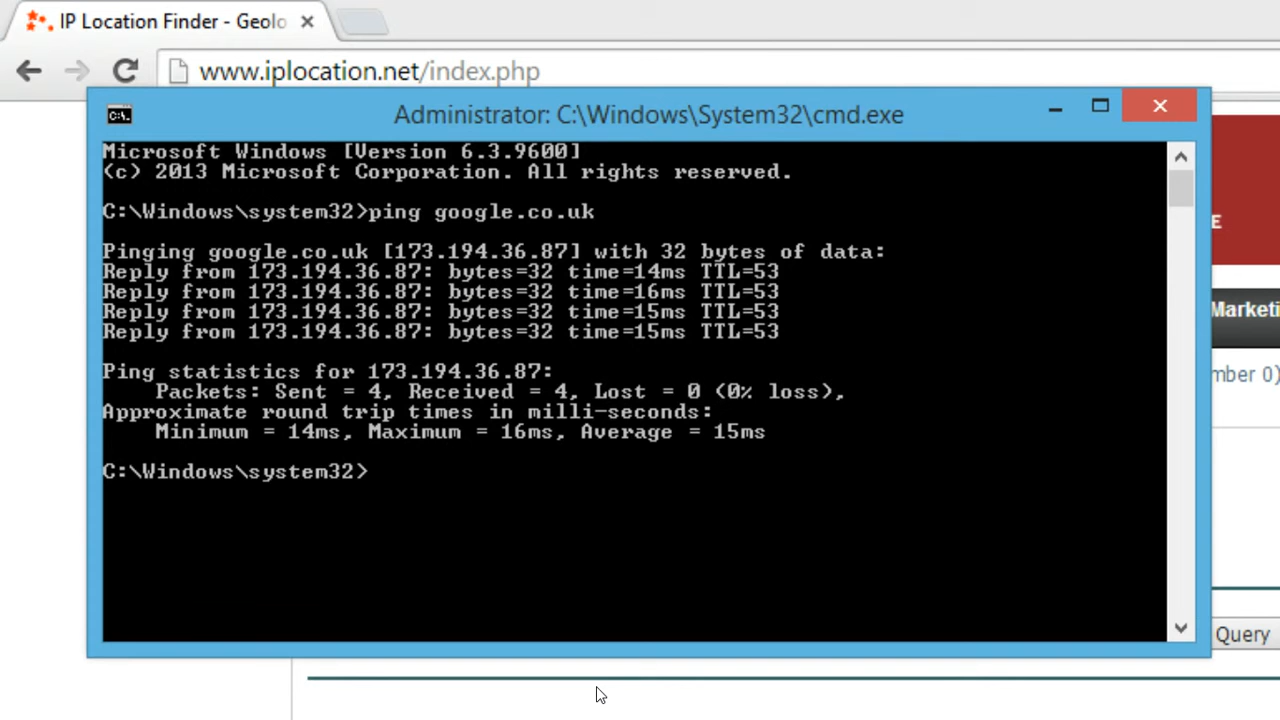 IP Location Finder - Geolo
www.iplocation.net/index.php
Administrator: C:\Windows\System32\cmd.exe
Microsoft Windows [Version 6.3.9600]
(c) 2013 Microsoft Corporation. All rights reserved.
C:\Windows\system32>ping google.co.uk
Pinging google.co.uk [173.194.36.87] with 32 bytes of data:
Reply from 173.194.36.87: bytes=32 time=14ms TTL=53
Reply from 173.194.36.87: bytes=32 time=16ms TTL=53
Reply from 173.194.36.87: bytes=32 time=15ms TTL=53
Reply from 173.194.36.87: bytes=32 time=15ms TTL=53
Ping statistics for 173.194.36.87:
Packets: Sent = 4, Received = 4, Lost = 0 (0% loss),
Approximate round trip times in milli-seconds:
Minimum = 14ms, Maximum = 16ms, Average = 15ms
C:\Windows\system32>
E
Marketi
mber 0)
Query